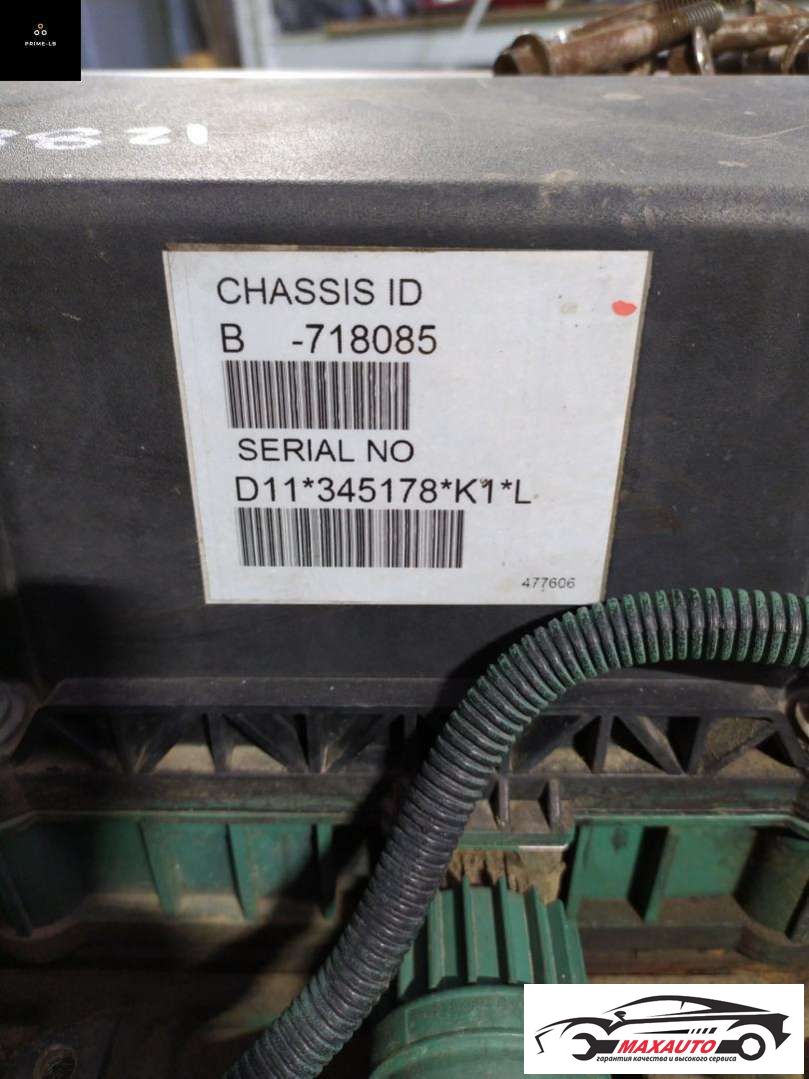 PRIME-LB
CHASSIS ID
B -718085
SERIAL NO
D11*345178*K1*L
477606
MAXAUTO
гарантия качества и высокого сервиса